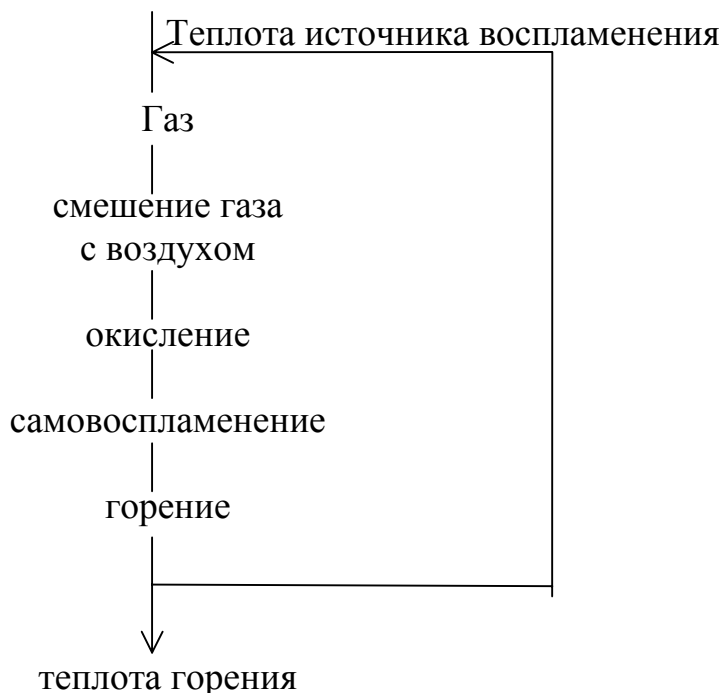 Теплота источника воспламенения
Газ
смешение газа
с воздухом
окисление
самовоспламенение
горение
теплота горения